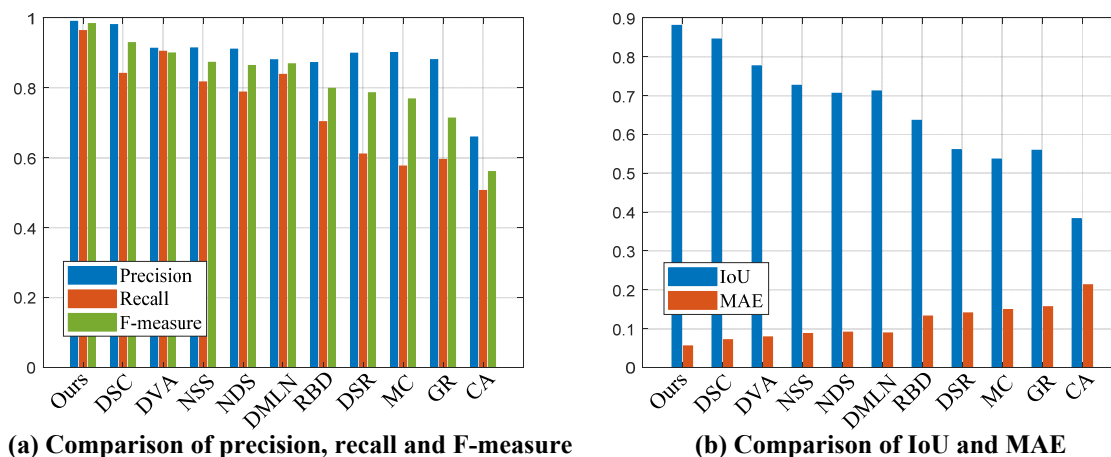 1
0.8
0.6
0.4
0.2
0
Precision
Recall
F-measure
Ours DSC DVA NSS NDS DMLN RBD DSR MC GR CA
(a) Comparison of precision, recall and F-measure
0.9
0.8
0.7
0.6
0.5
0.4
0.3
0.2
0.1
0
IoU
MAE
Ours DSC DVA NSS NDS DMLN RBD DSR MC GR CA
(b) Comparison of IoU and MAE